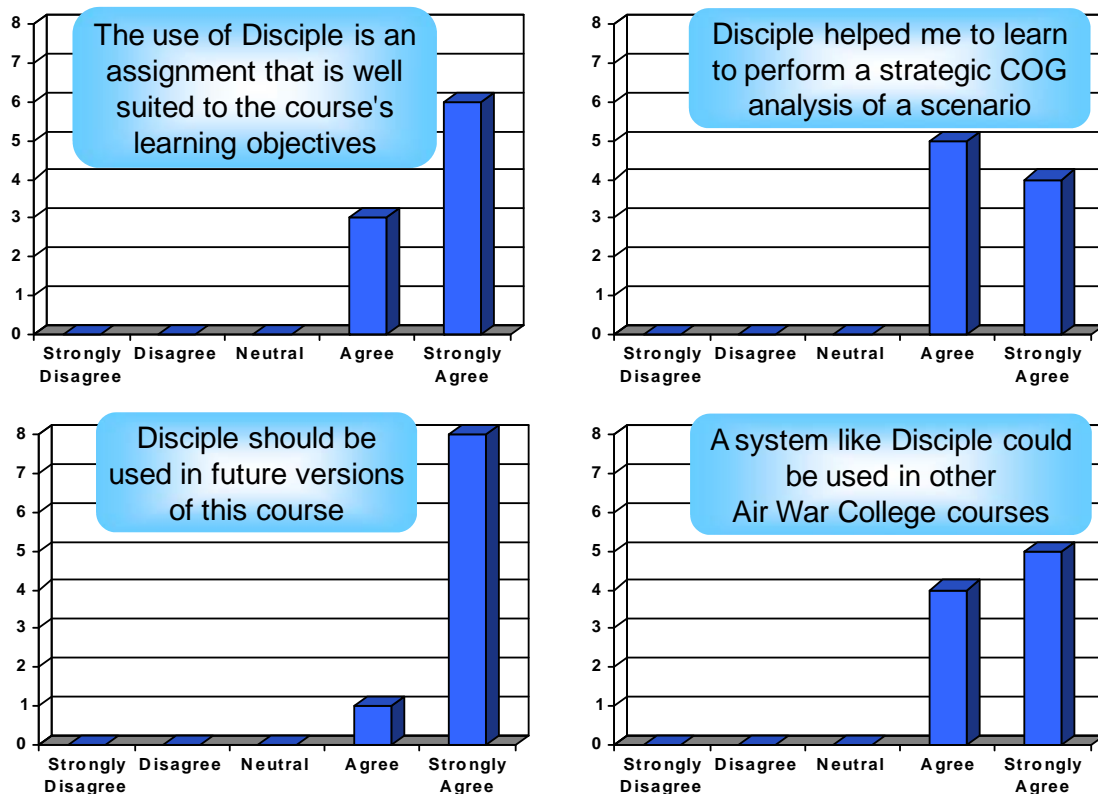 The use of Disciple is an
assignment that is well
suited to the course's
learning objectives
8
7
6
5
4
3
2
1
0
Strongly Disagree Neutral Agree Strongly
Disagree Agree
Disciple helped me to learn
to perform a strategic COG
analysis of a scenario
8
7
6
5
4
3
2
1
0
Strongly Disagree Neutral Agree Strongly
Disagree Agree
Disciple should be
used in future versions
of this course
8
7
6
5
4
3
2
1
0
Strongly Disagree Neutral Agree Strongly
Disagree Agree
A system like Disciple could
be used in other
Air War College courses
8
7
6
5
4
3
2
1
0
Strongly Disagree Neutral Agree Strongly
Disagree Agree